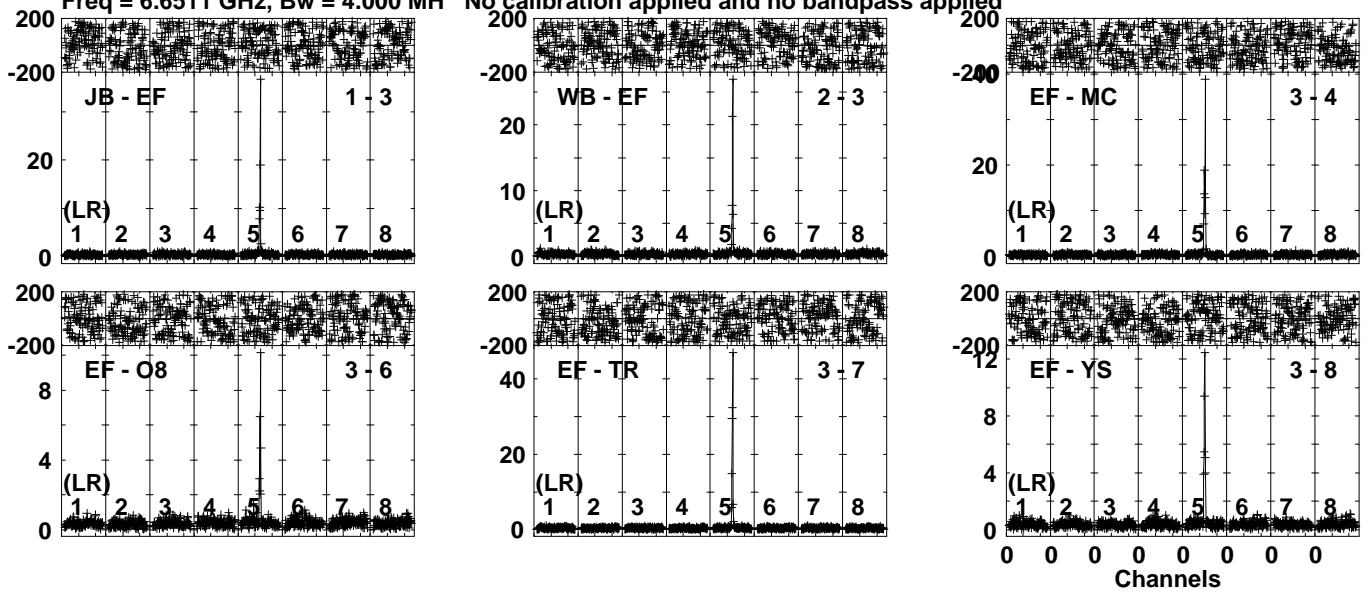 Freq = 6.6511 GHz, Bw = 4.000 MH No calibration applied and no bandpass applied
200 200 200
-200 -200 -200
40
JB - EF 1 - 3 WB - EF 2 - 3 EF - MC 3 - 4
20 20 20
10
(LR) (LR) (LR)
1 2 3 4 5 6 7 8 1 2 3 4 5 6 7 8 1 2 3 4 5 6 7 8
0 0 0
200 200 200
-200 -200 -200
12
EF - O8 3 - 6 EF - TR 3 - 7 EF - YS 3 - 8
8 40 8
4 20 4
(LR) (LR) (LR)
1 2 3 4 5 6 7 8 1 2 3 4 5 6 7 8 1 2 3 4 5 6 7 8
0 0 0
0 0 0 0 0 0 0 0
Channels